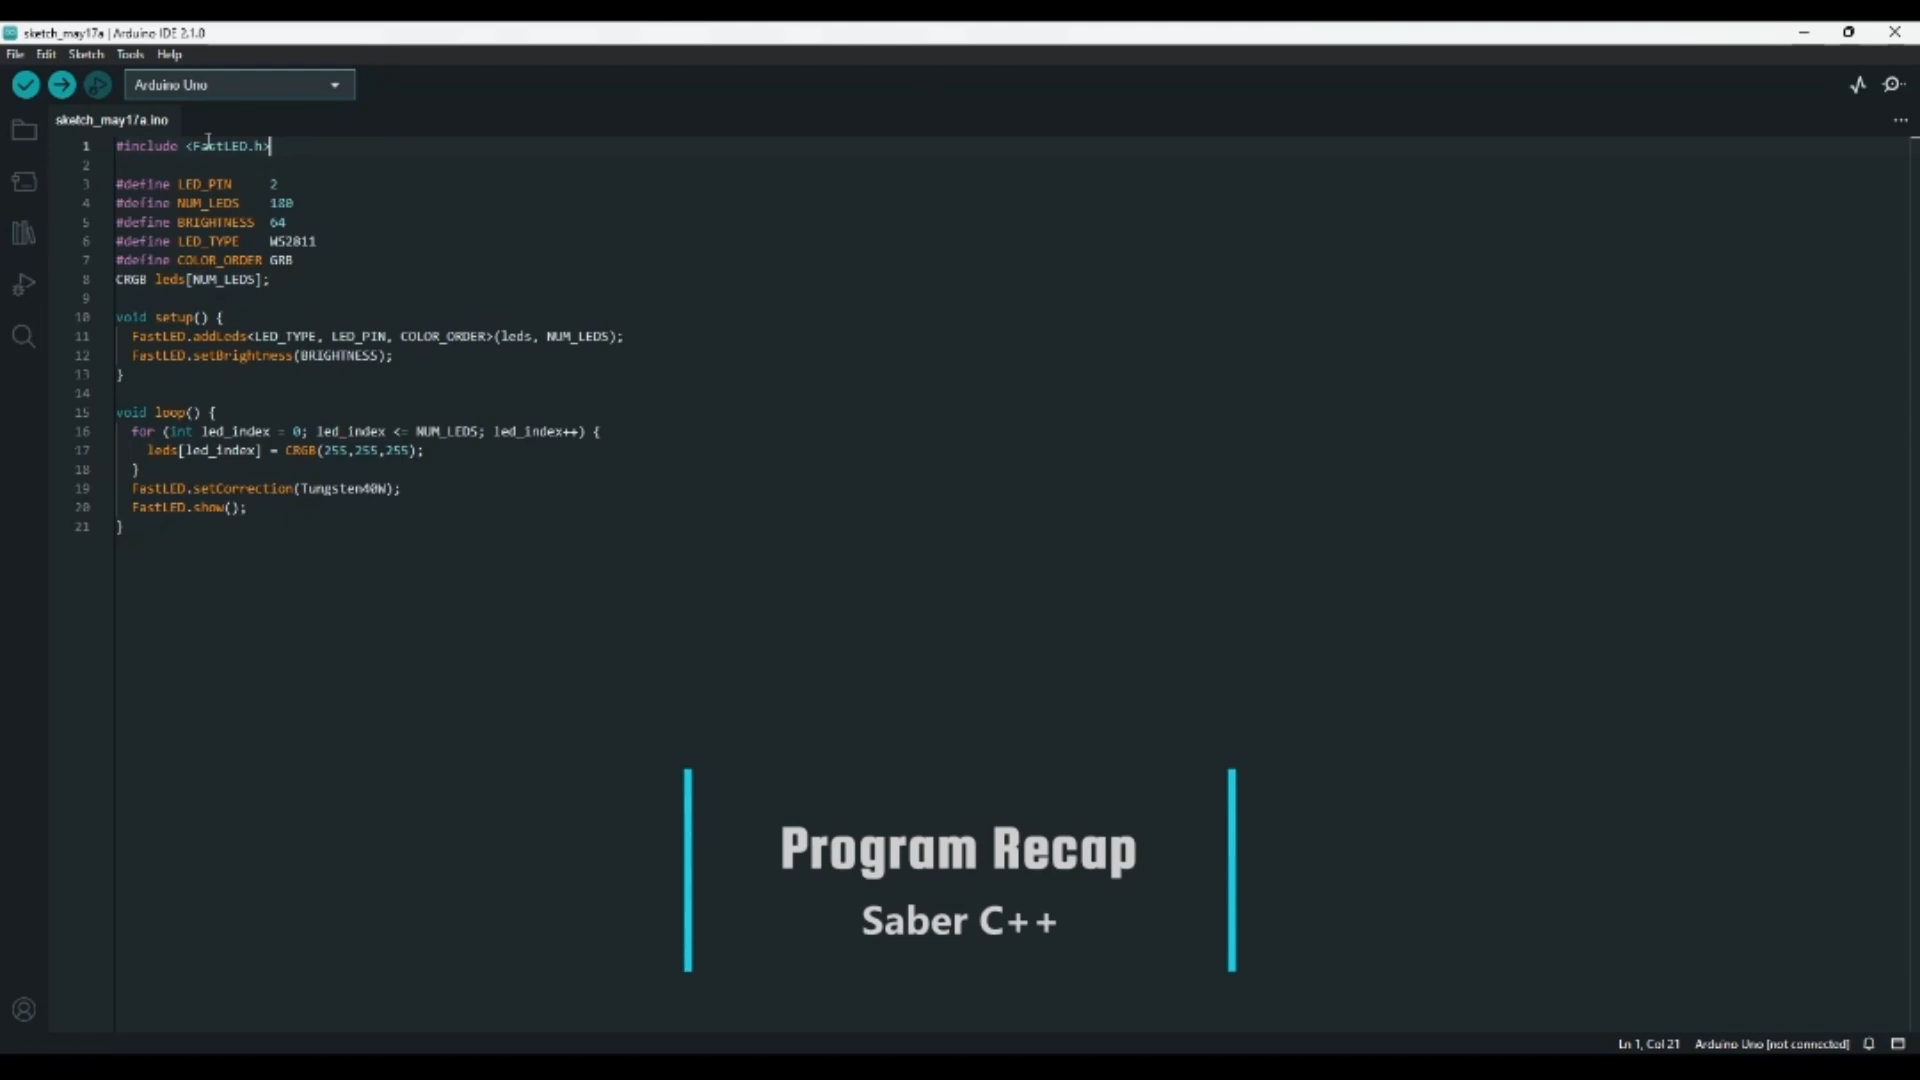 sketch_may17a | Arduino IDE 2.1.0
File Edit Sketch Tools Help
Arduino Uno
sketch_may17a.ino
1 #include <FastLED.h>
2
3 #define LED_PIN 2
4 #define NUM_LEDS 180
5 #define BRIGHTNESS 64
6 #define LED_TYPE WS2811
7 #define COLOR_ORDER GRB
8 CRGB leds[NUM_LEDS];
9
10 void setup() {
11 FastLED.addLeds<LED_TYPE, LED_PIN, COLOR_ORDER>(leds, NUM_LEDS);
12 FastLED.setBrightness(BRIGHTNESS);
13 }
14
15 void loop() {
16 for (int led_index = 0; led_index <= NUM_LEDS; led_index++) {
17 leds[led_index] = CRGB(255,255,255);
18 }
19 FastLED.setCorrection(Tungsten40W);
20 FastLED.show();
21 }
Program Recap
Saber C++
Ln 1, Col 21 Arduino Uno [not connected]